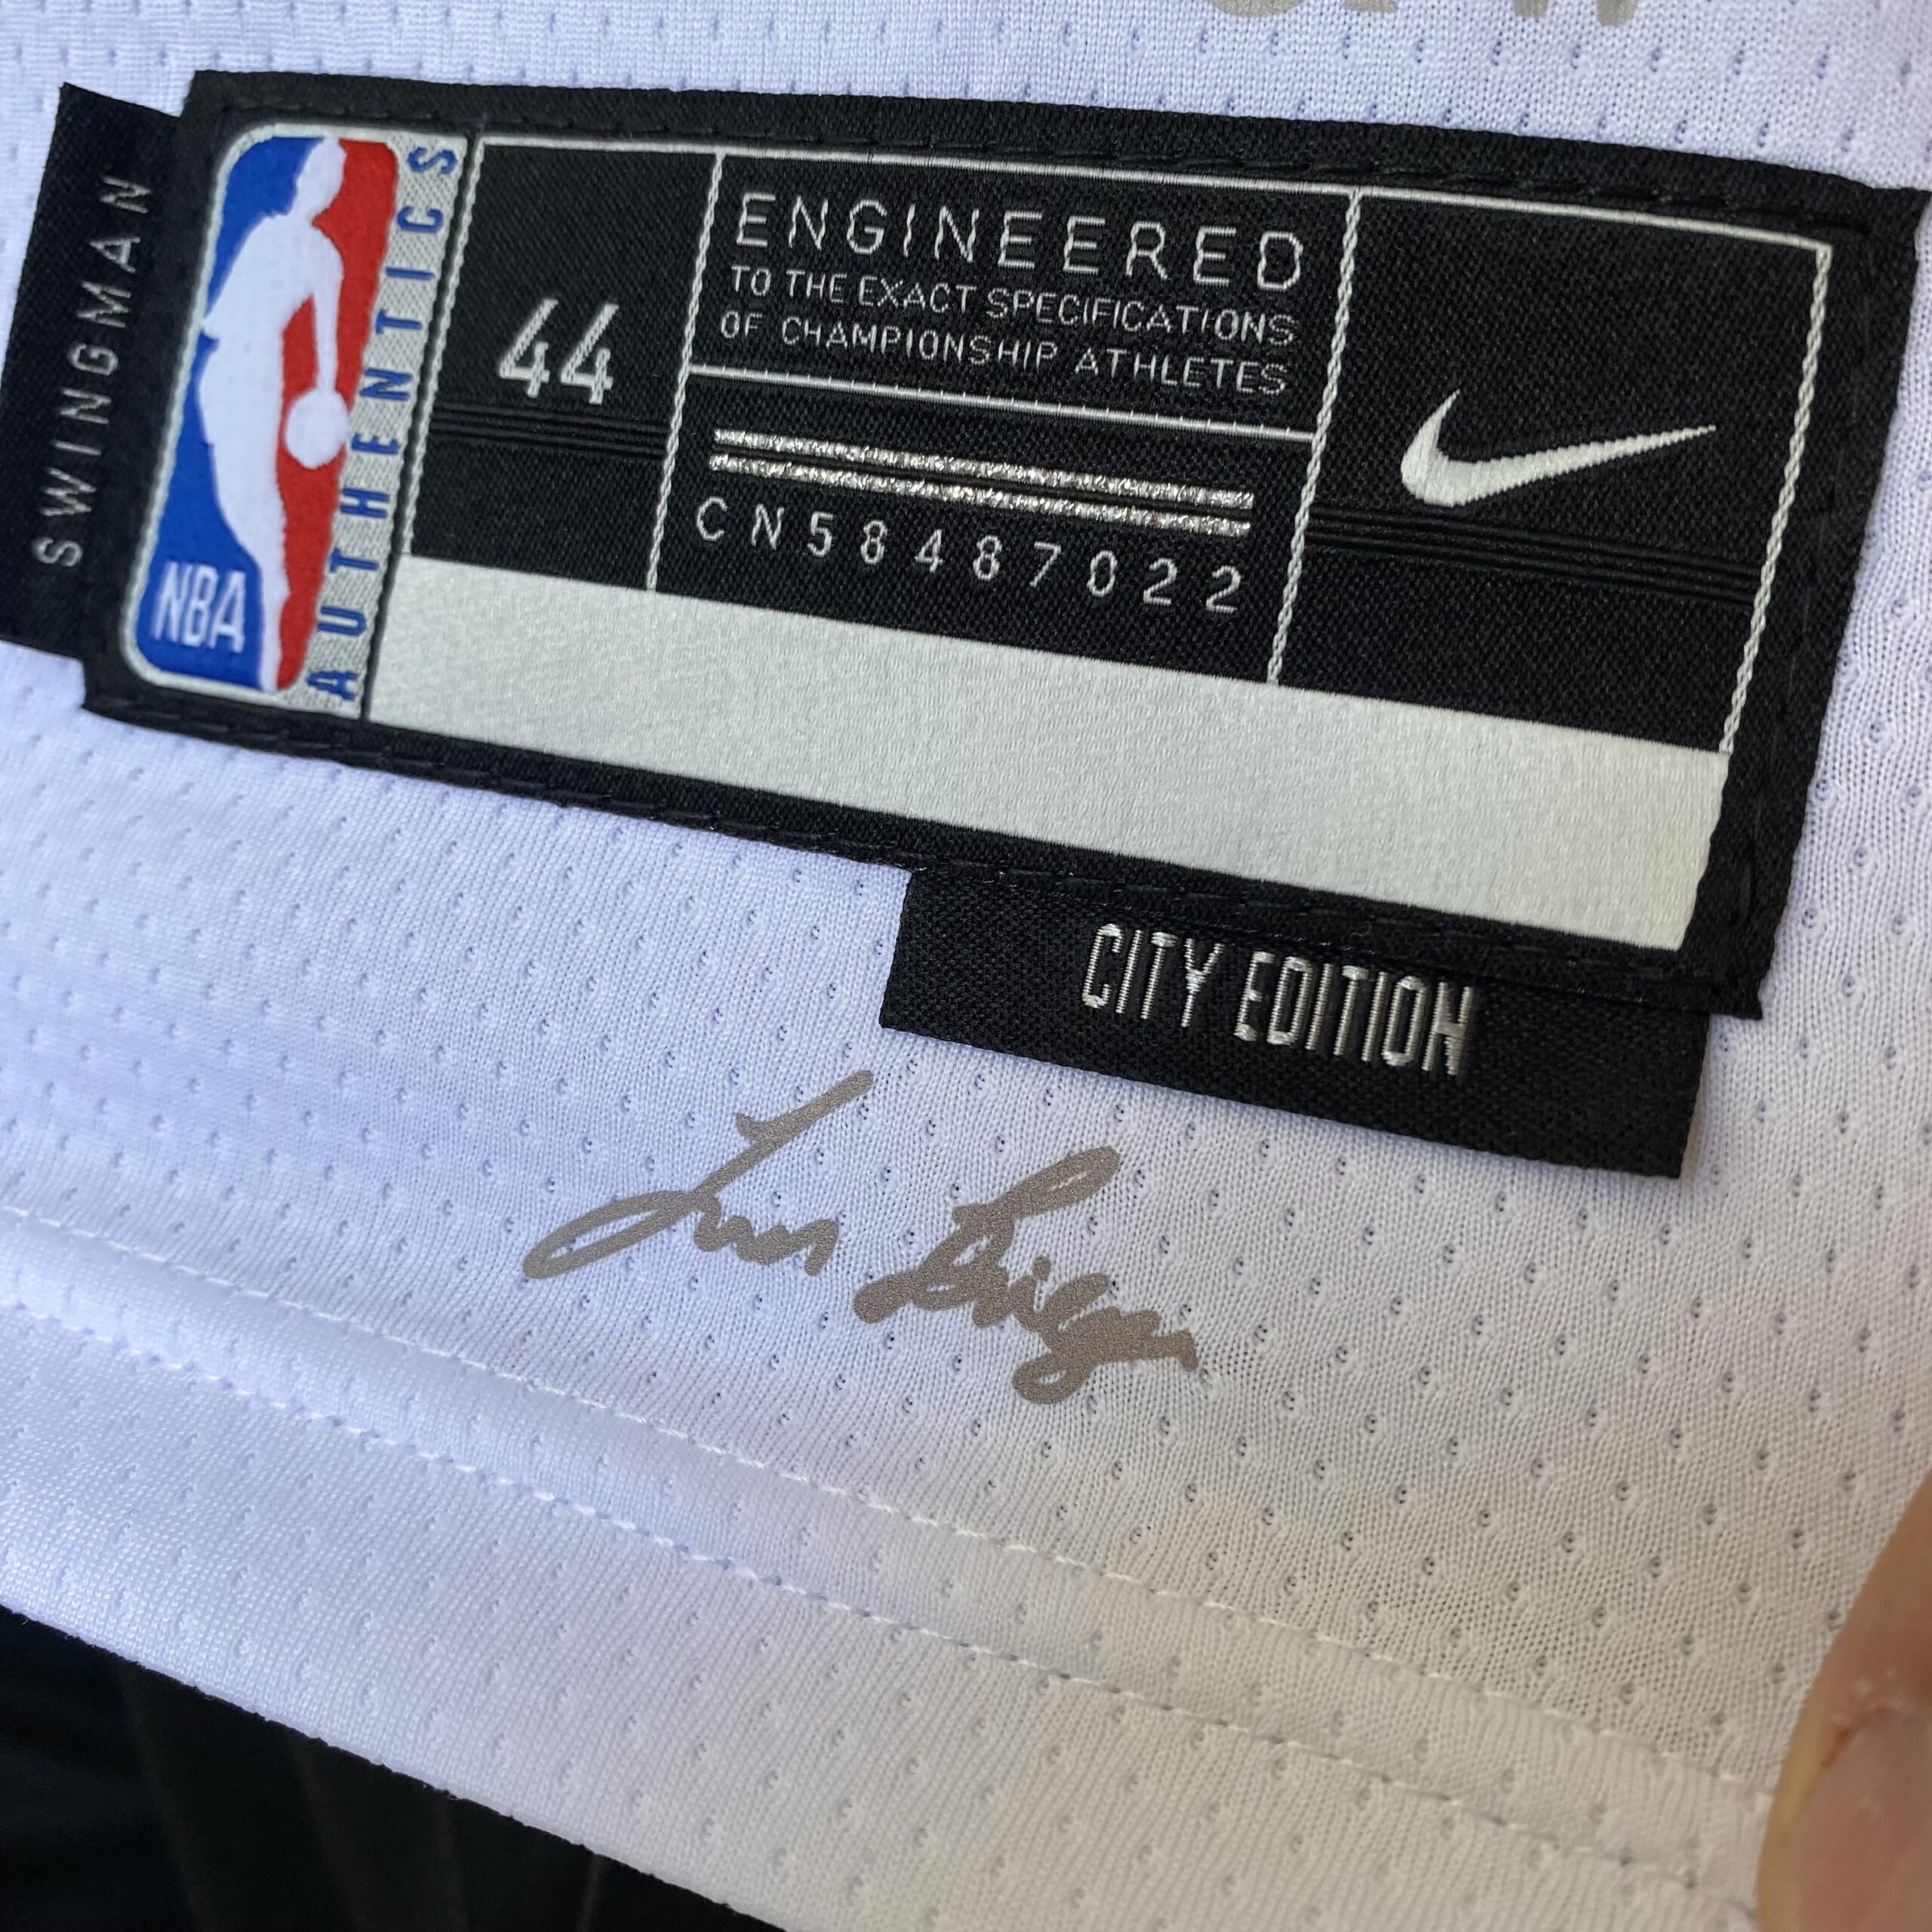 SWINGMAN
NBA
AUTHENTICS
44
ENGINEERED
TO THE EXACT SPECIFICATIONS
OF CHAMPIONSHIP ATHLETES
CN58487022
CITY EDITION